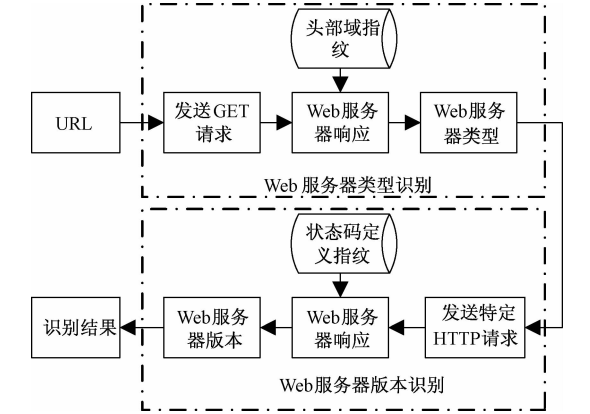 头部域指
纹
URL
发送GET
请求
Web服务
器响应
Web服务
器类型
Web 服务器类型识别
状态码定
义指纹
识别结果
Web服务
器版本
Web服务
器响应
发送特定
HTTP请求
Web服务器版本识别